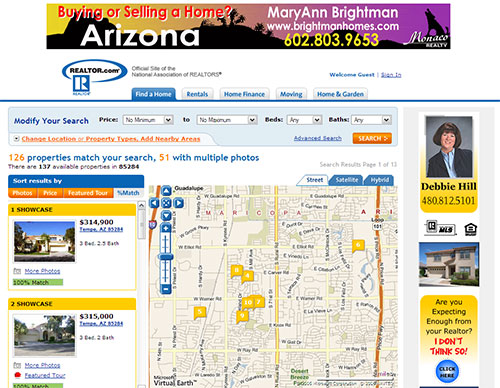 Buying or Selling a Home?
Arizona
MaryAnn Brightman
www.brightmanhomes.com
602.803.9653
Monaco
REALTY
REALTOR.com®
REALTOR
Official Site of the
National Association of REALTORS®
Welcome Guest | Sign In
Find a Home
Rentals
Home Finance
Moving
Home & Garden
Modify Your Search
Price: No Minimum to No Maximum Beds: Any Baths: Any
Change Location or Property Types, Add Nearby Areas
Advanced Search
SEARCH
126 properties match your search, 51 with multiple photos
There are 137 available properties in 85284
Search Results Page 1 of 13
Sort results by
Photos Price Featured Tour %Match
Street Satellite Hybrid
1 SHOWCASE
$314,900
Tempe, AZ 85284
3 Bed, 2.5 Bath
More Photos
100% Match
2 SHOWCASE
$315,000
Tempe, AZ 85284
3 Bed, 2 Bath
More Photos
Featured Tour
100% Match
Guadalupe
W Warner Rd
Microsoft
Virtual Earth
Desert Breeze
Debbie Hill
480.812.5101
MLS
Are you
Expecting
Enough from
your Realtor?
I DON'T
THINK SO!
CLICK
HERE